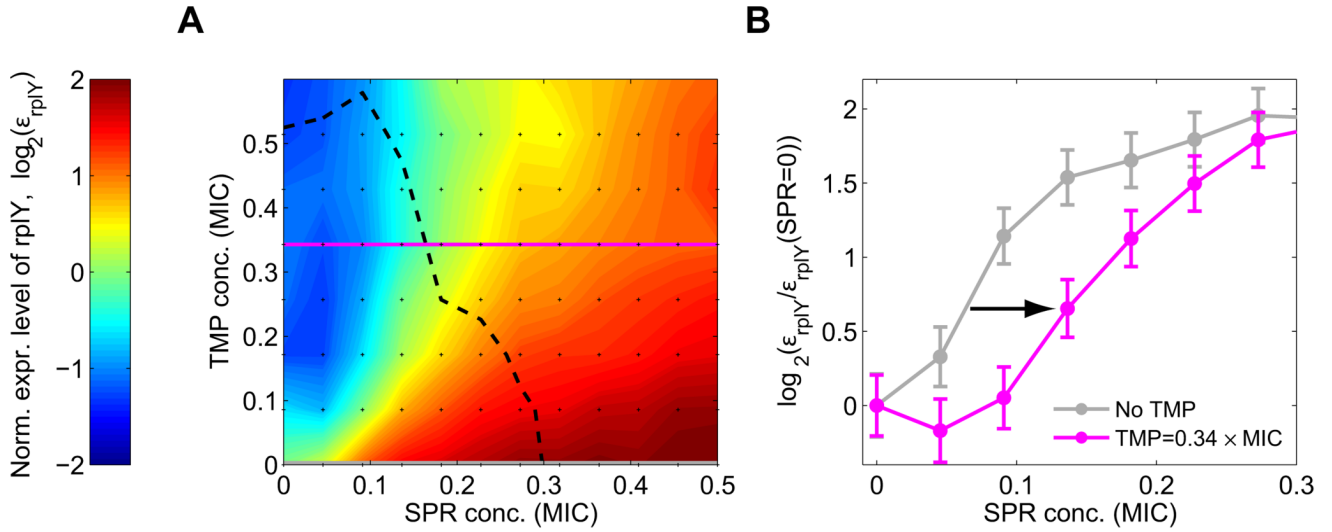 A
B
Norm. expr. level of rplY, log2(εrplY)
2
1
0
−1
−2
TMP conc. (MIC)
0.5
0.4
0.3
0.2
0.1
0
0 0.1 0.2 0.3 0.4 0.5
SPR conc. (MIC)
log2(εrplY/εrplY(SPR=0))
2
1.5
1
0.5
0
No TMP
TMP=0.34 × MIC
0 0.1 0.2 0.3
SPR conc. (MIC)